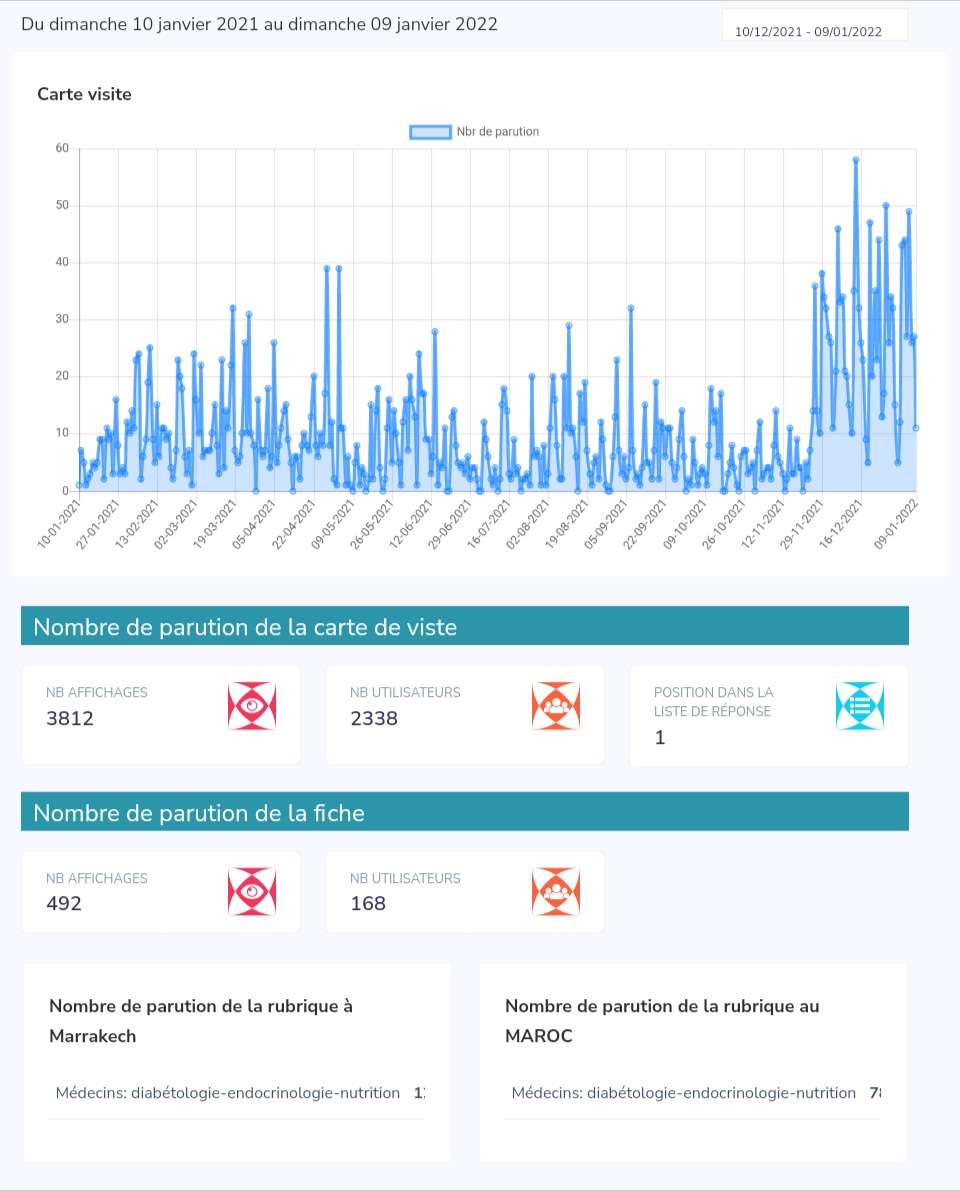 Du dimanche 10 janvier 2021 au dimanche 09 janvier 2022
10/12/2021 - 09/01/2022
Carte visite
Nbr de parution
60
50
40
30
20
10
0
10-01-2021
27-01-2021
13-02-2021
02-03-2021
19-03-2021
05-04-2021
22-04-2021
09-05-2021
26-05-2021
12-06-2021
29-06-2021
16-07-2021
02-08-2021
19-08-2021
05-09-2021
22-09-2021
09-10-2021
26-10-2021
12-11-2021
29-11-2021
16-12-2021
09-01-2022
Nombre de parution de la carte de viste
NB AFFICHAGES
3812
NB UTILISATEURS
2338
POSITION DANS LA
LISTE DE RÉPONSE
1
Nombre de parution de la fiche
NB AFFICHAGES
492
NB UTILISATEURS
168
Nombre de parution de la rubrique à
Marrakech
Médecins: diabétologie-endocrinologie-nutrition
Nombre de parution de la rubrique au
MAROC
Médecins: diabétologie-endocrinologie-nutrition